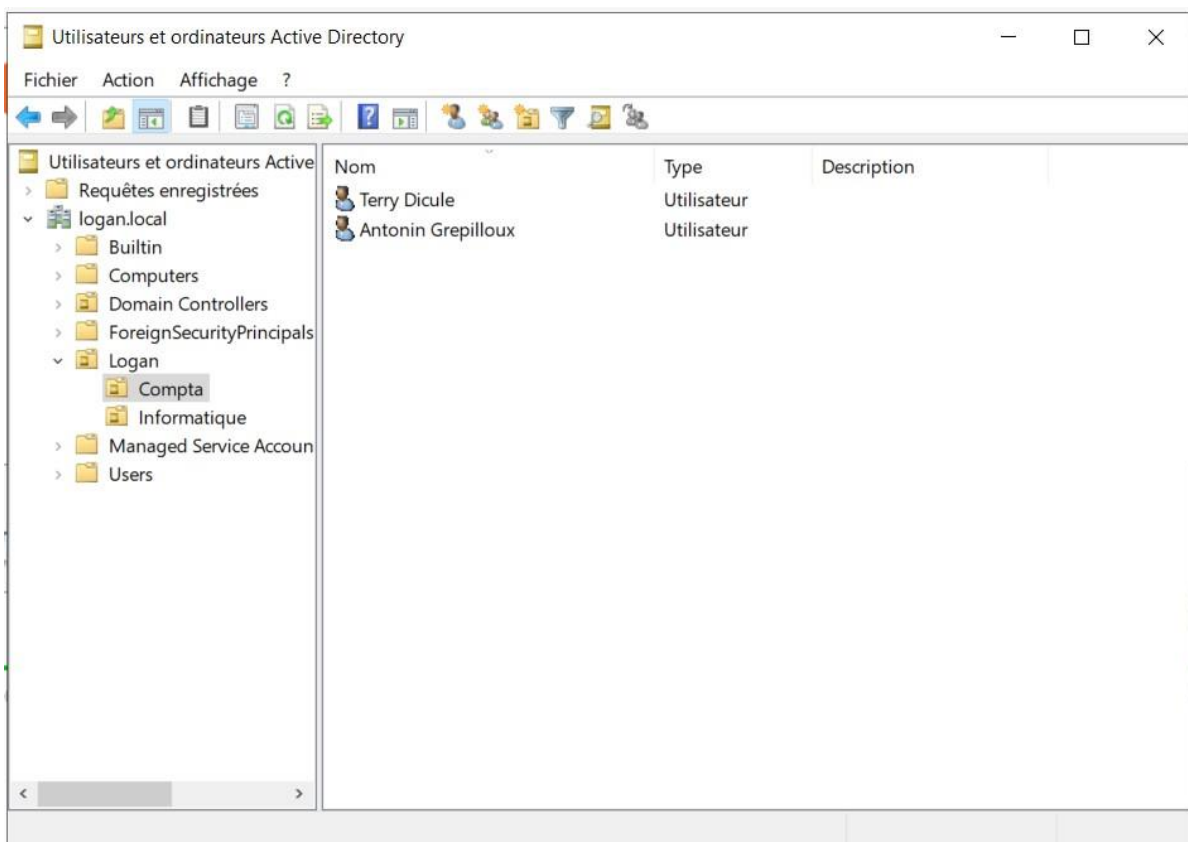 Utilisateurs et ordinateurs Active Directory
Fichier Action Affichage ?
Utilisateurs et ordinateurs Active
Requêtes enregistrées
logan.local
Builtin
Computers
Domain Controllers
ForeignSecurityPrincipals
Logan
Compta
Informatique
Managed Service Accoun
Users
Nom Type Description
Terry Dicule Utilisateur
Antonin Grepilloux Utilisateur